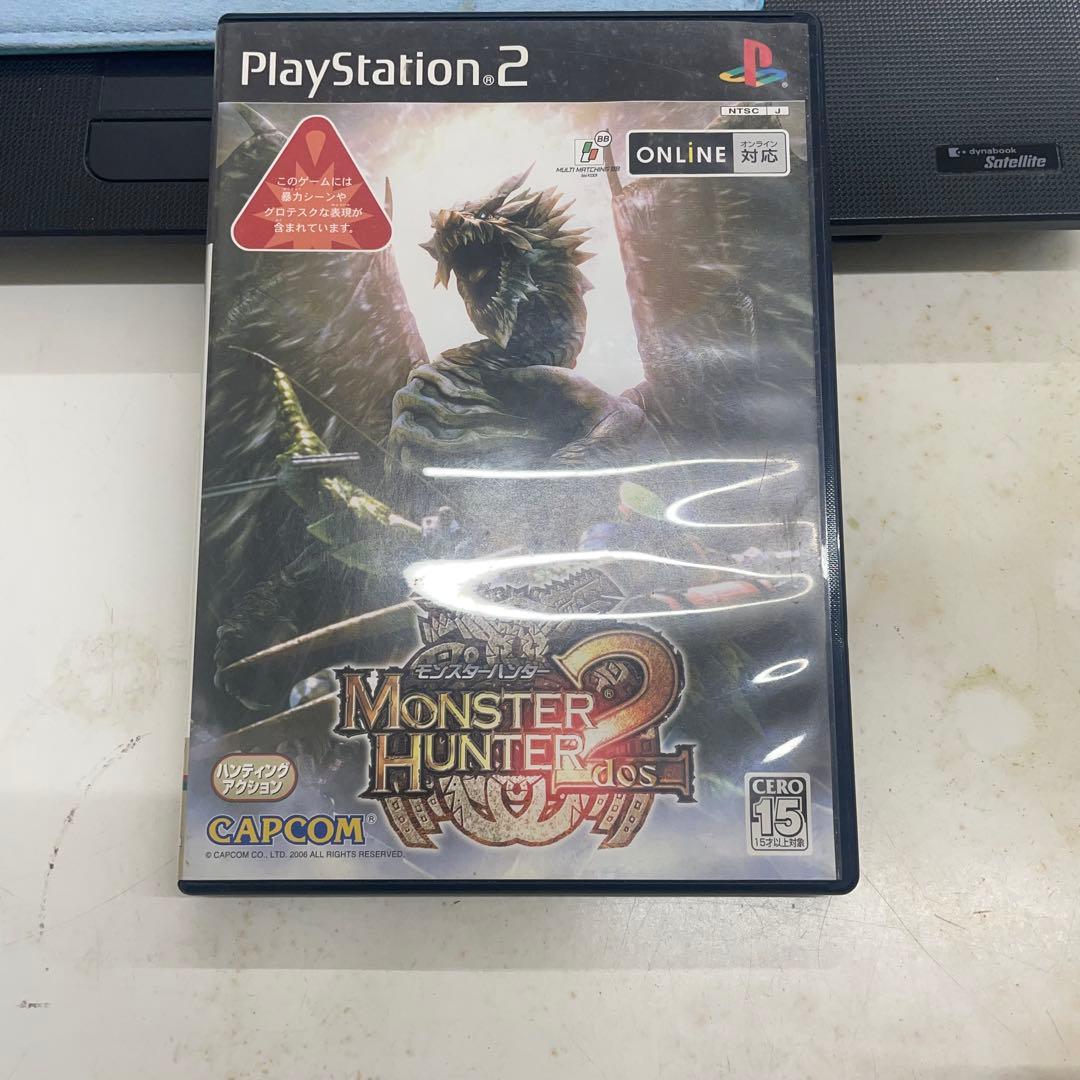 dynabook
Satellite
PlayStation®2
NTSC J
このゲームには
暴力シーンや
グロテスクな表現が
含まれています。
BB
MULTI MATCHING BB
ONLINE
オンライン
対応
モンスターハンター
MONSTER
HUNTER 2
dos
®
ハンティング
アクション
CAPCOM®
© CAPCOM CO., LTD. 2006 ALL RIGHTS RESERVED.
CERO
15
15才以上対象